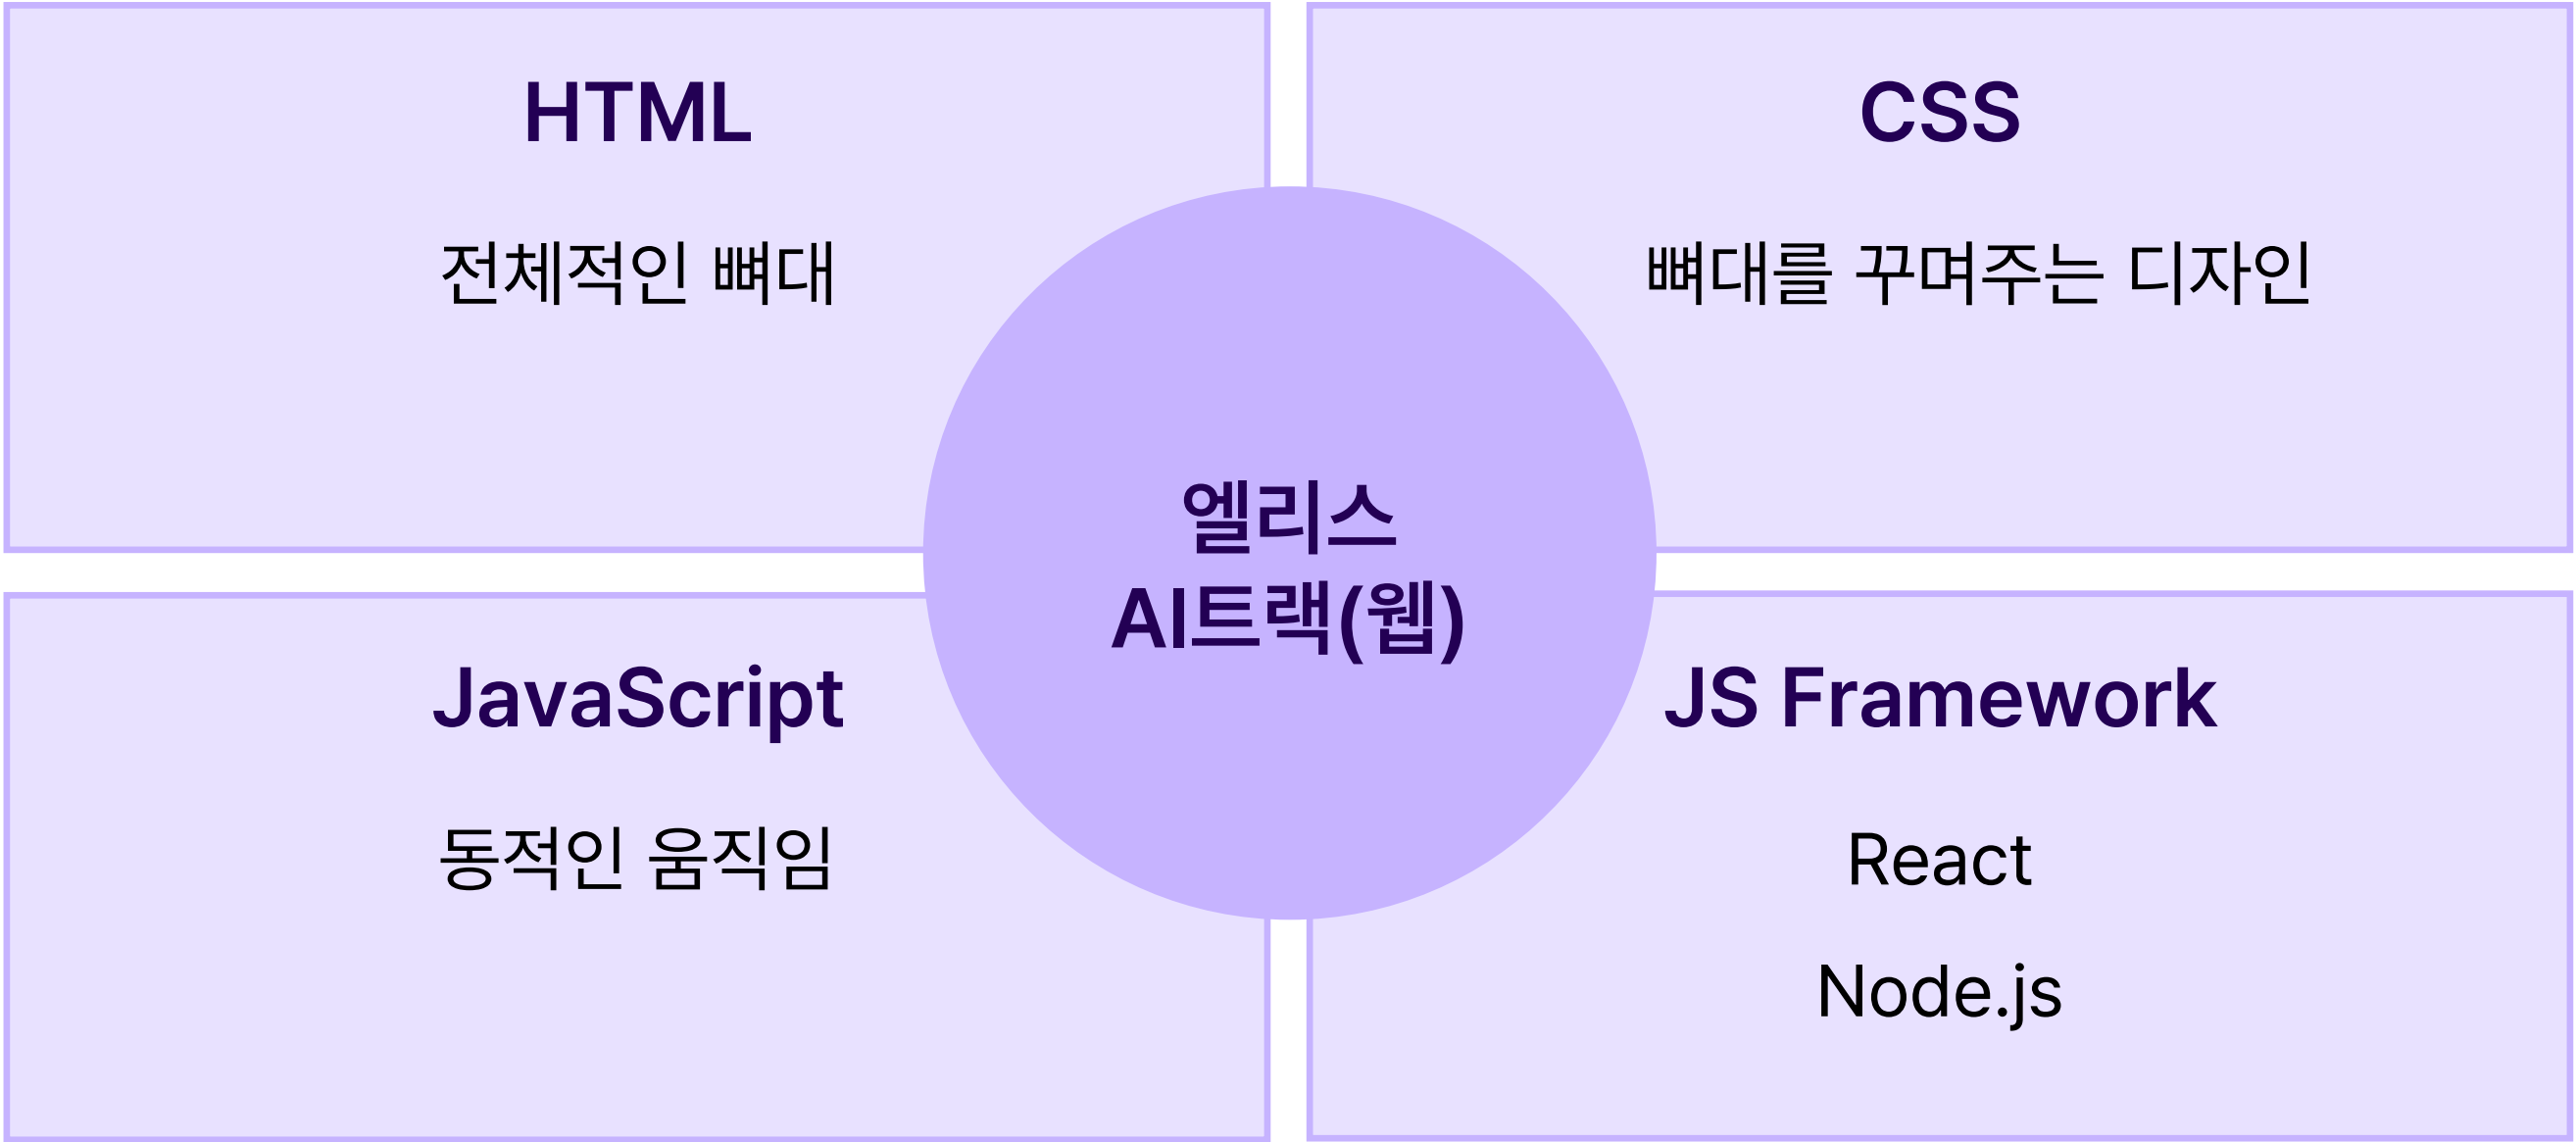 HTML
전체적인 뼈대
CSS
뼈대를 꾸며주는 디자인
엘리스
AI트랙(웹)
JavaScript
동적인 움직임
JS Framework
React
Node.js